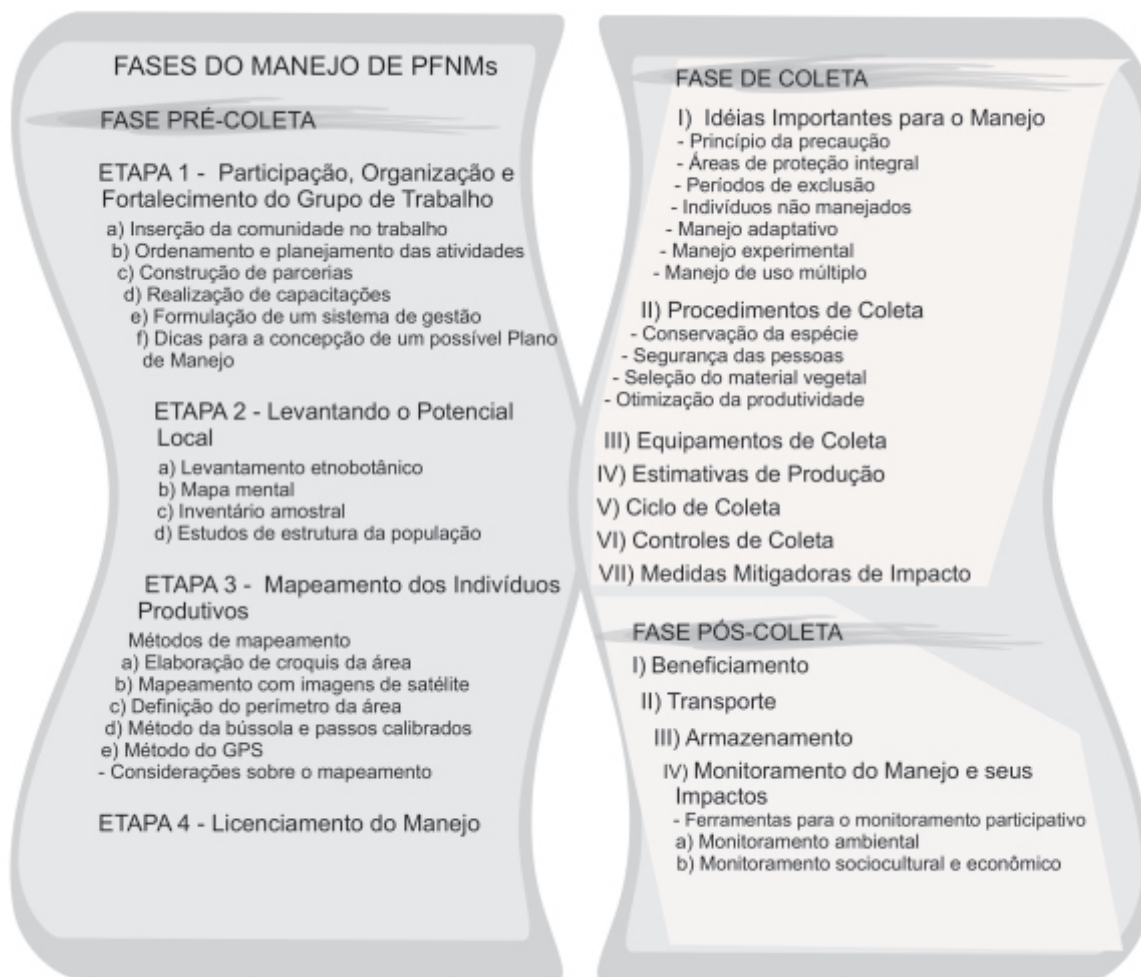 FASES DO MANEJO DE PFNMs
FASE PRÉ-COLETA
ETAPA 1 - Participação, Organização e
Fortalecimento do Grupo de Trabalho
a) Inserção da comunidade no trabalho
b) Ordenamento e planejamento das atividades
c) Construção de parcerias
d) Realização de capacitações
e) Formulação de um sistema de gestão
f) Dicas para a concepção de um possível Plano
de Manejo
ETAPA 2 - Levantando o Potencial
Local
a) Levantamento etnobotânico
b) Mapa mental
c) Inventário amostral
d) Estudos de estrutura da população
ETAPA 3 - Mapeamento dos Indivíduos
Produtivos
Métodos de mapeamento
a) Elaboração de croquis da área
b) Mapeamento com imagens de satélite
c) Definição do perímetro da área
d) Método da bússola e passos calibrados
e) Método do GPS
- Considerações sobre o mapeamento
ETAPA 4 - Licenciamento do Manejo
FASE DE COLETA
I) Idéias Importantes para o Manejo
- Princípio da precaução
- Áreas de proteção integral
- Períodos de exclusão
- Indivíduos não manejados
- Manejo adaptativo
- Manejo experimental
- Manejo de uso múltiplo
II) Procedimentos de Coleta
- Conservação da espécie
- Segurança das pessoas
- Seleção do material vegetal
- Otimização da produtividade
III) Equipamentos de Coleta
IV) Estimativas de Produção
V) Ciclo de Coleta
VI) Controles de Coleta
VII) Medidas Mitigadoras de Impacto
FASE PÓS-COLETA
I) Beneficiamento
II) Transporte
III) Armazenamento
IV) Monitoramento do Manejo e seus
Impactos
- Ferramentas para o monitoramento participativo
a) Monitoramento ambiental
b) Monitoramento sociocultural e econômico